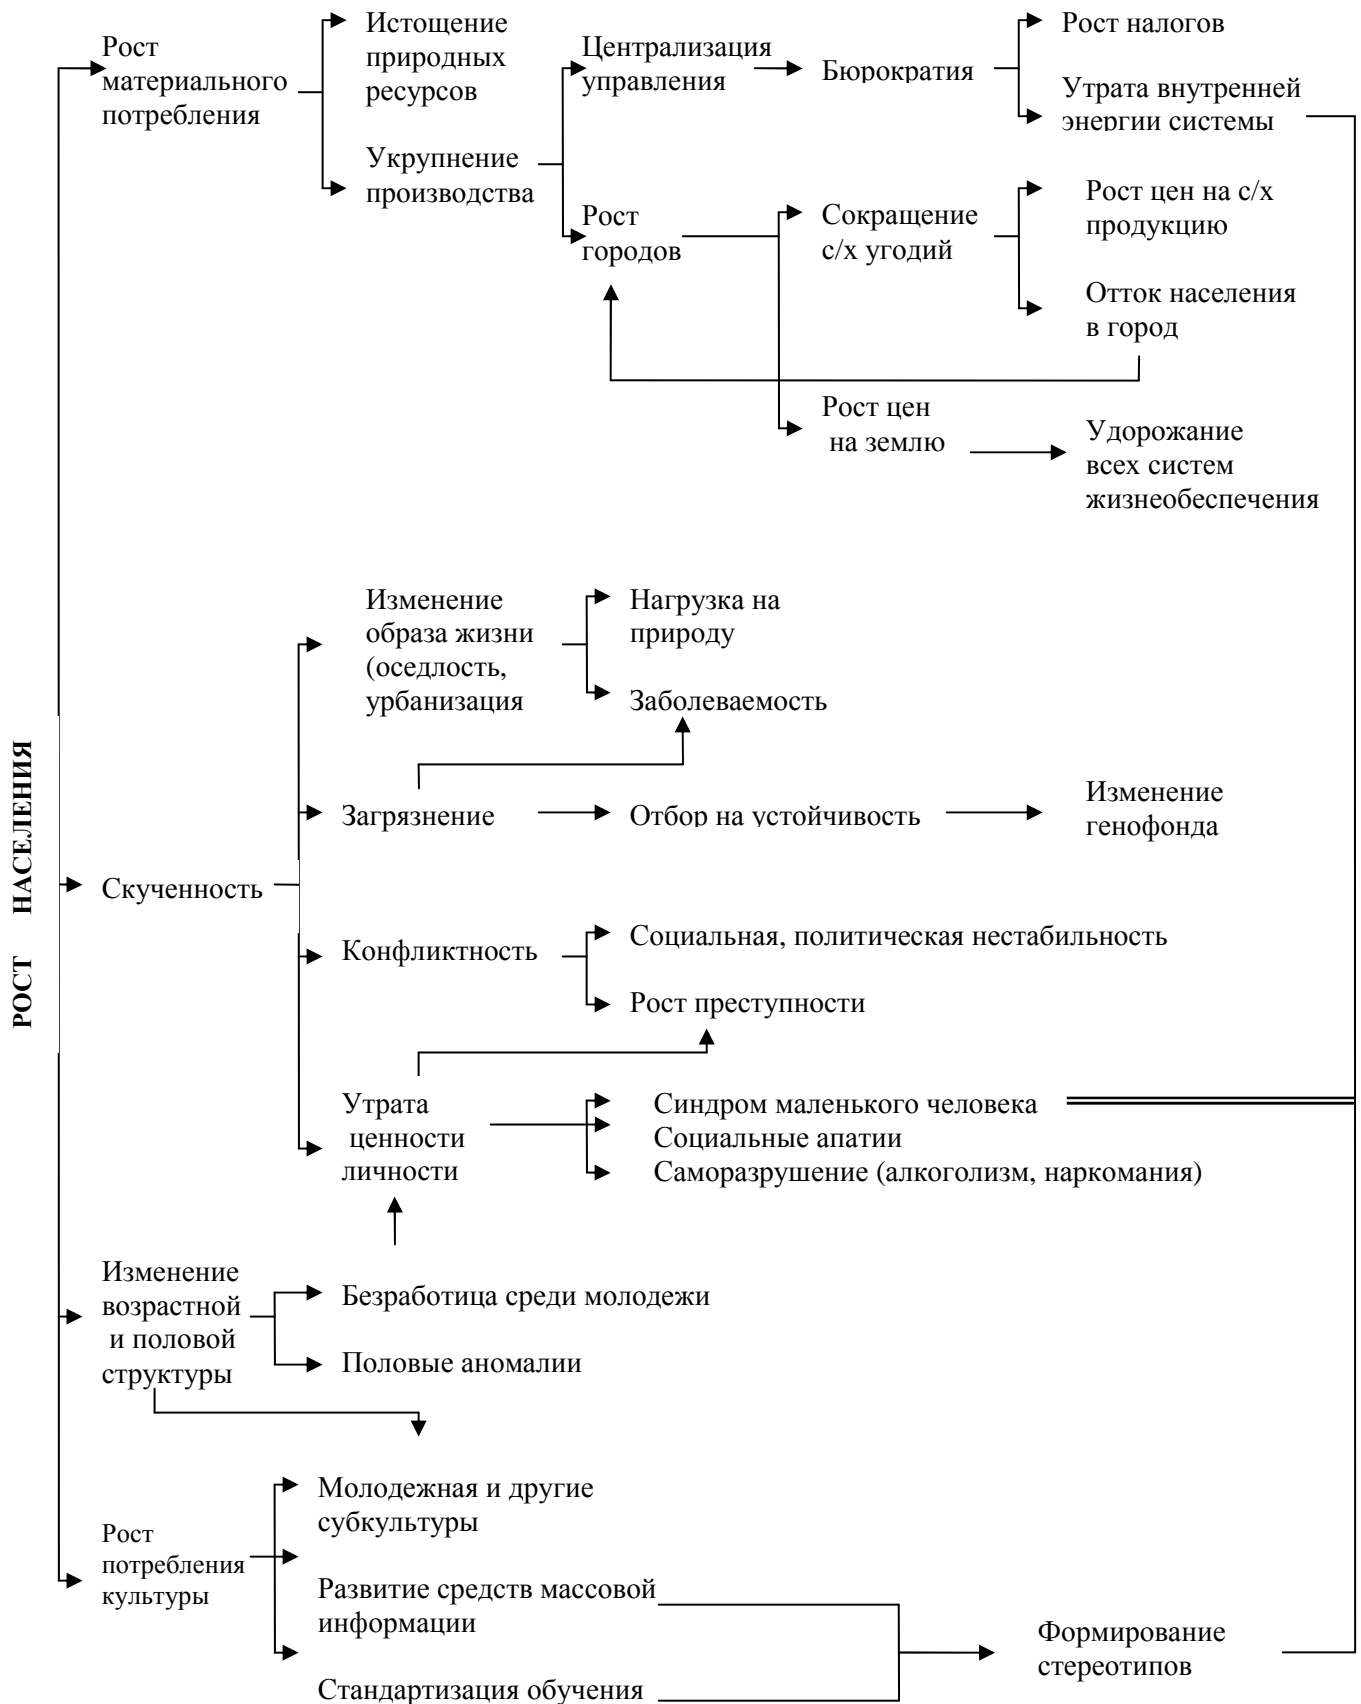 Рост
материального
потребления
Истощение
природных
ресурсов
Укрупнение
производства
Централизация
управления
Бюрократия
Рост налогов
Утрата внутренней
энергии системы
Рост
городов
Сокращение
с/х угодий
Рост цен на с/х
продукцию
Отток населения
в город
Рост цен
на землю
Удорожание
всех систем
жизнеобеспечения
РОСТ НАСЕЛЕНИЯ
Скученность
Изменение
образа жизни
(оседлость,
урбанизация
Нагрузка на
природу
Заболеваемость
Загрязнение
Отбор на устойчивость
Изменение
генофонда
Конфликтность
Социальная, политическая нестабильность
Рост преступности
Утрата
ценности
личности
Синдром маленького человека
Социальные апатии
Саморазрушение (алкоголизм, наркомания)
Изменение
возрастной
и половой
структуры
Безработица среди молодежи
Половые аномалии
Рост
потребления
культуры
Молодежная и другие
субкультуры
Развитие средств массовой
информации
Стандартизация обучения
Формирование
стереотипов